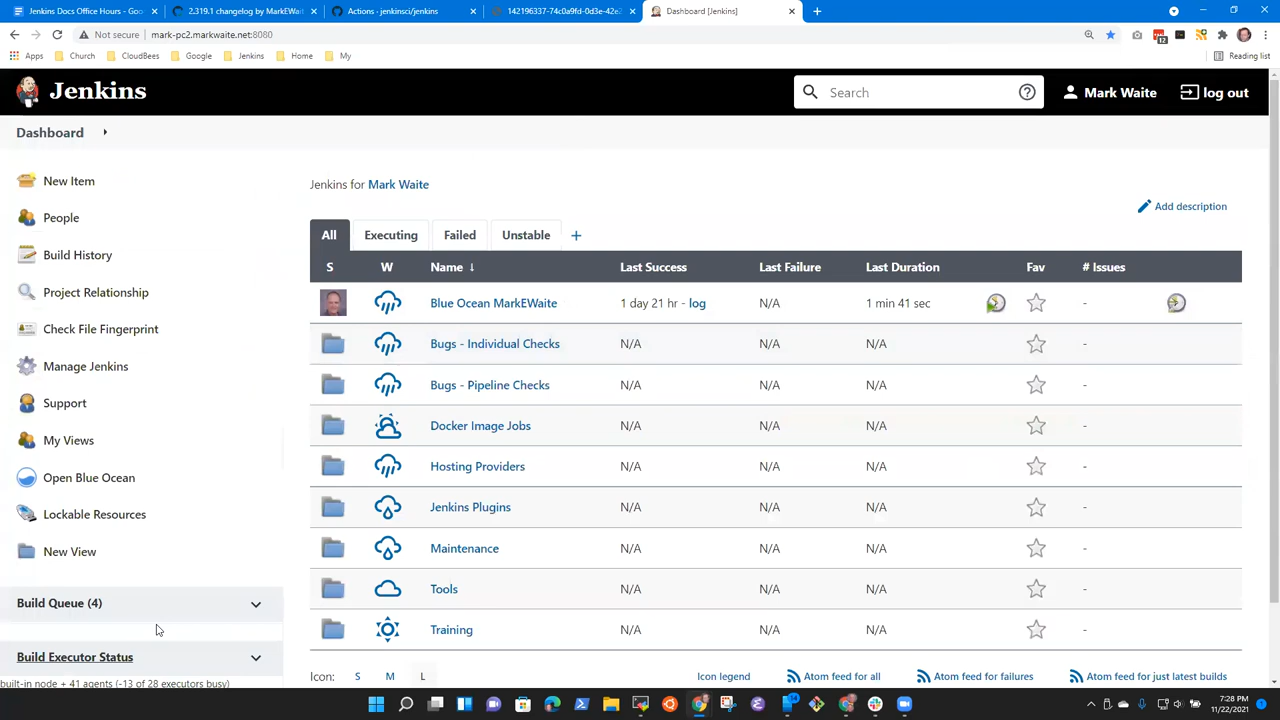 Jenkins Docs Office Hours - Goo
2.319.1 changelog by MarkEWait
Actions · jenkinsci/jenkins
142196337-74c0a9fd-0d3e-42e2
Dashboard [Jenkins]
Not secure | mark-pc2.markwaite.net:8080
12
Apps Church CloudBees Google Jenkins Home My Reading list
Jenkins
Search
Mark Waite
log out
Dashboard
New Item
People
Build History
Project Relationship
Check File Fingerprint
Manage Jenkins
Support
My Views
Open Blue Ocean
Lockable Resources
New View
Build Queue (4)
Build Executor Status
built-in node + 41 agents (-13 of 28 executors busy)
Jenkins for Mark Waite
Add description
All Executing Failed Unstable +
S W Name ↓ Last Success Last Failure Last Duration Fav # Issues
Blue Ocean MarkEWaite 1 day 21 hr - log N/A 1 min 41 sec -
Bugs - Individual Checks N/A N/A N/A -
Bugs - Pipeline Checks N/A N/A N/A -
Docker Image Jobs N/A N/A N/A -
Hosting Providers N/A N/A N/A -
Jenkins Plugins N/A N/A N/A -
Maintenance N/A N/A N/A -
Tools N/A N/A N/A -
Training N/A N/A N/A -
Icon: S M L
Icon legend Atom feed for all Atom feed for failures Atom feed for just latest builds
7:28 PM
11/22/2021